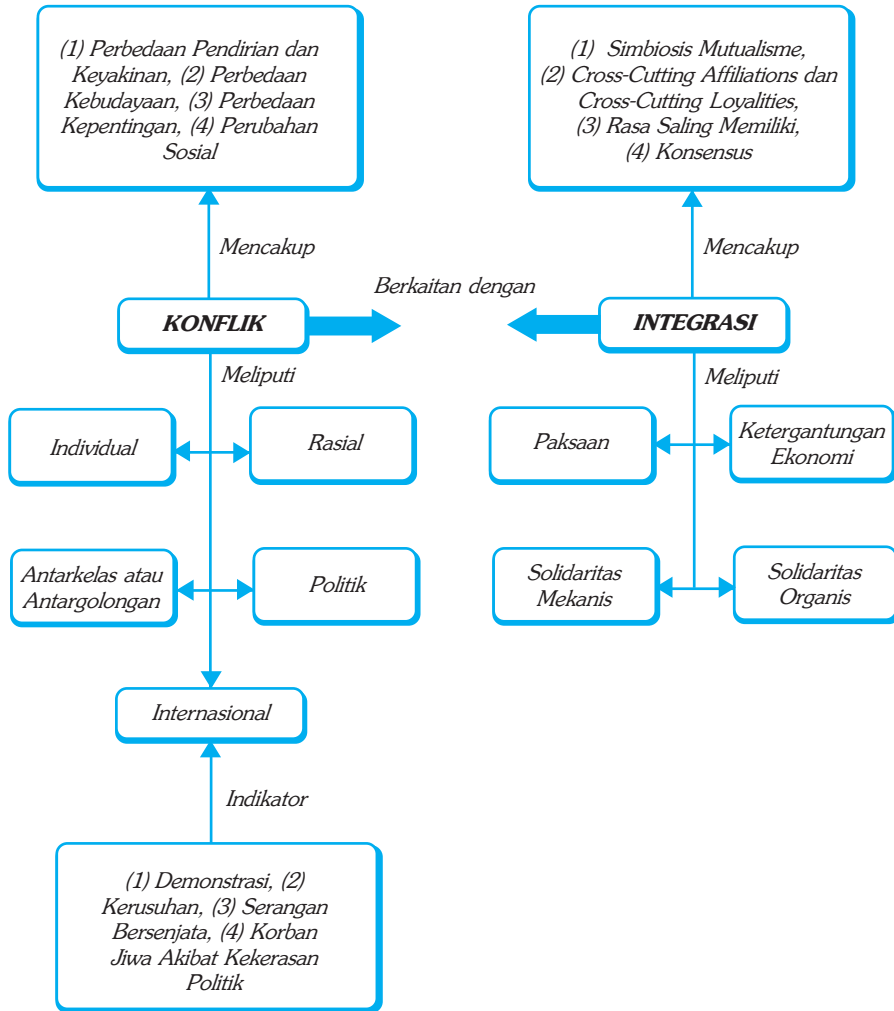 (1) Perbedaan Pendirian dan
Keyakinan, (2) Perbedaan
Kebudayaan, (3) Perbedaan
Kepentingan, (4) Perubahan
Sosial
(1) Simbiosis Mutualisme,
(2) Cross-Cutting Affiliations dan
Cross-Cutting Loyalities,
(3) Rasa Saling Memiliki,
(4) Konsensus
Mencakup
Mencakup
Berkaitan dengan
KONFLIK
INTEGRASI
Meliputi
Meliputi
Individual
Rasial
Paksaan
Ketergantungan
Ekonomi
Antarkelas atau
Antargolongan
Politik
Solidaritas
Mekanis
Solidaritas
Organis
Internasional
Indikator
(1) Demonstrasi, (2)
Kerusuhan, (3) Serangan
Bersenjata, (4) Korban
Jiwa Akibat Kekerasan
Politik